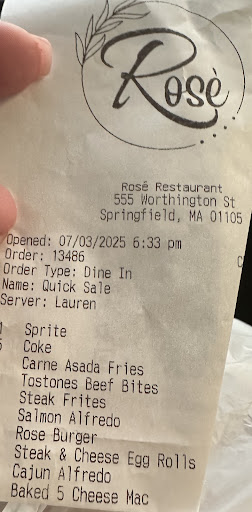 Rosè
Rosē Restaurant
555 Worthington St
Springfield, MA 01105
Opened: 07/03/2025 6:33 pm
Order: 13486
Order Type: Dine In
Name: Quick Sale
Server: Lauren
Sprite
Coke
Carne Asada Fries
Tostones Beef Bites
Steak Frites
Salmon Alfredo
Rose Burger
Steak & Cheese Egg Rolls
Cajun Alfredo
Baked 5 Cheese Mac